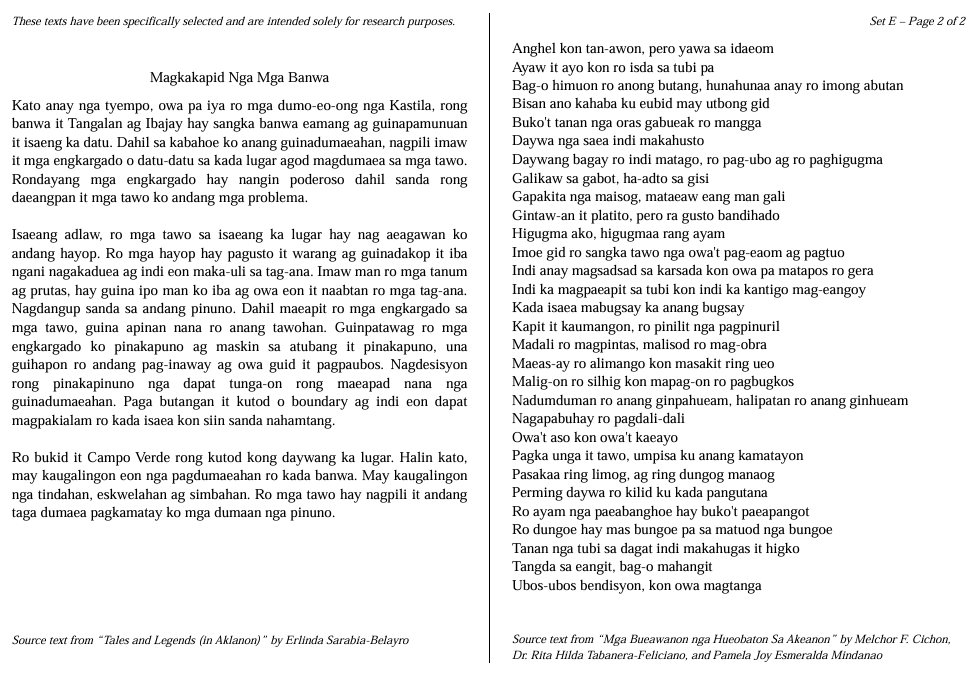 These texts have been specifically selected and are intended solely for research purposes.
Magkakapid Nga Mga Banwa
Kato anay nga tyempo, owa pa iya ro mga dumo-eo-ong nga Kastila, rong
banwa it Tangalan ag Ibajay hay sangka banwa eamang ag guinapamunuan
it isaeng ka datu. Dahil sa kabahoe ko anang guinadumaeahan, nagpili imaw
it mga engkargado o datu-datu sa kada lugar agod magdumaea sa mga tawo.
Rondayang mga engkargado hay nangin poderoso dahil sanda rong
daeangpan it mga tawo ko andang mga problema.
Isaeang adlaw, ro mga tawo sa isaeang ka lugar hay nag aeagawan ko
andang hayop. Ro mga hayop hay pagusto it warang ag guinadakop it iba
ngani nagakaduea ag indi eon maka-uli sa tag-ana. Imaw man ro mga tanum
ag prutas, hay guina ipo man ko iba ag owa eon it naabtan ro mga tag-ana.
Nagdangup sanda sa andang pinuno. Dahil maeapit ro mga engkargado sa
mga tawo, guina apinan nana ro anang tawohan. Guinpatawag ro mga
engkargado ko pinakapuno ag maskin sa atubang it pinakapuno, una
guihapon ro andang pag-inaway ag owa guid it pagpaubos. Nagdesisyon
rong pinakapinuno nga dapat tunga-on rong maeapad nana nga
guinadumaeahan. Paga butangan it kutod o boundary ag indi eon dapat
magpakialam ro kada isaea kon siin sanda nahamtang.
Ro bukid it Campo Verde rong kutod kong daywang ka lugar. Halin kato,
may kaugalingon eon nga pagdumaeahan ro kada banwa. May kaugalingon
nga tindahan, eskwelahan ag simbahan. Ro mga tawo hay nagpili it andang
taga dumaea pagkamatay ko mga dumaan nga pinuno.
Source text from “Tales and Legends (in Aklanon)” by Erlinda Sarabia-Belayro
Set E – Page 2 of 2
Anghel kon tan-awon, pero yawa sa idaeom
Ayaw it ayo kon ro isda sa tubi pa
Bag-o himuon ro anong butang, hunahunaa anay ro imong abutan
Bisan ano kahaba ku eubid may utbong gid
Buko't tanan nga oras gabueak ro mangga
Daywa nga saea indi makahusto
Daywang bagay ro indi matago, ro pag-ubo ag ro paghigugma
Galikaw sa gabot, ha-adto sa gisi
Gapakita nga maisog, mataeaw eang man gali
Gintaw-an it platito, pero ra gusto bandihado
Higugma ako, higugmaa rang ayam
Imoe gid ro sangka tawo nga owa't pag-eaom ag pagtuo
Indi anay magsadsad sa karsada kon owa pa matapos ro gera
Indi ka magpaeapit sa tubi kon indi ka kantigo mag-eangoy
Kada isaea mabugsay ka anang bugsay
Kapit it kaumangon, ro pinilit nga pagpinuril
Madali ro magpintas, malisod ro mag-obra
Maeas-ay ro alimango kon masakit ring ueo
Malig-on ro silhig kon mapag-on ro pagbugkos
Nadumduman ro anang ginpahueam, halipatan ro anang ginhueam
Nagapabuhay ro pagdali-dali
Owa't aso kon owa't kaeayo
Pagka unga it tawo, umpisa ku anang kamatayon
Pasakaa ring limog, ag ring dungog manaog
Perming daywa ro kilid ku kada pangutana
Ro ayam nga paeabanghoe hay buko't paeapangot
Ro dungoe hay mas bungoe pa sa matuod nga bungoe
Tanan nga tubi sa dagat indi makahugas it higko
Tangda sa eangit, bag-o mahangit
Ubos-ubos bendisyon, kon owa magtanga
Source text from “Mga Bueawanon nga Hueobaton Sa Akeanon” by Melchor F. Cichon,
Dr. Rita Hilda Tabanera-Feliciano, and Pamela Joy Esmeralda Mindanao